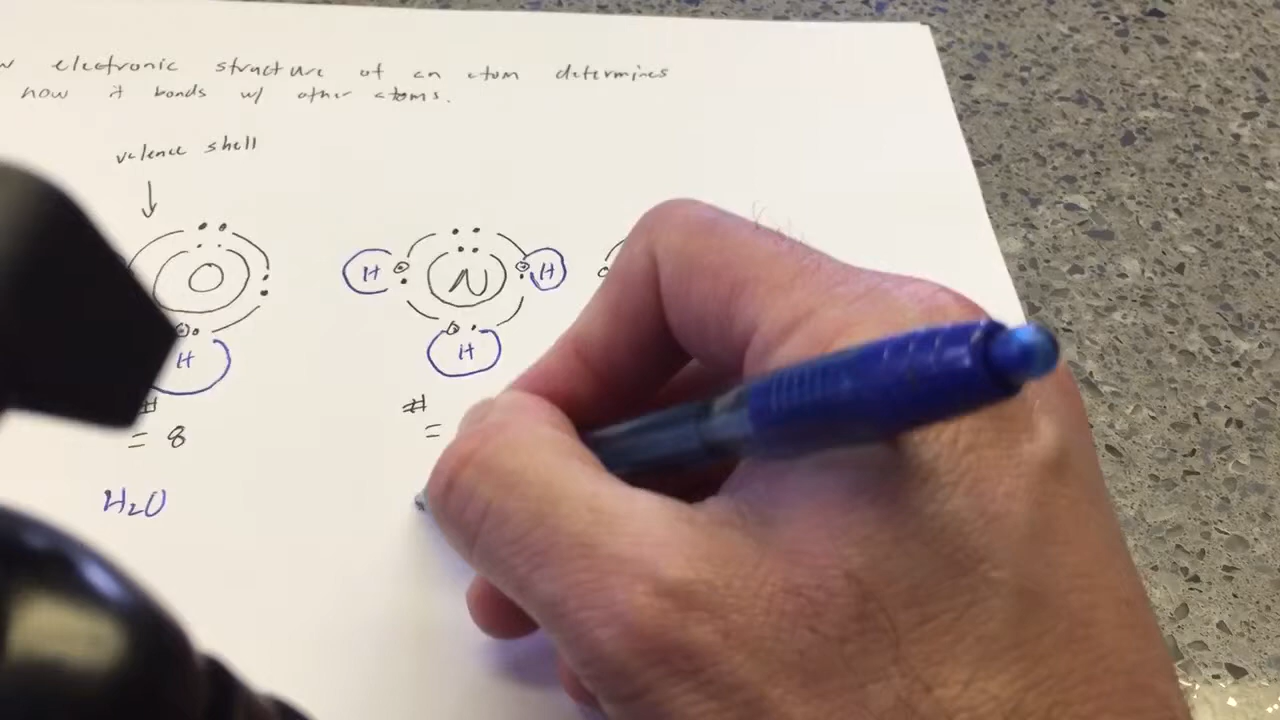 electronic structure of an atom determines
how it bonds w/ other atoms.
valence shell
O
N
H
H
H
H
#
#
= 8
=
H₂O